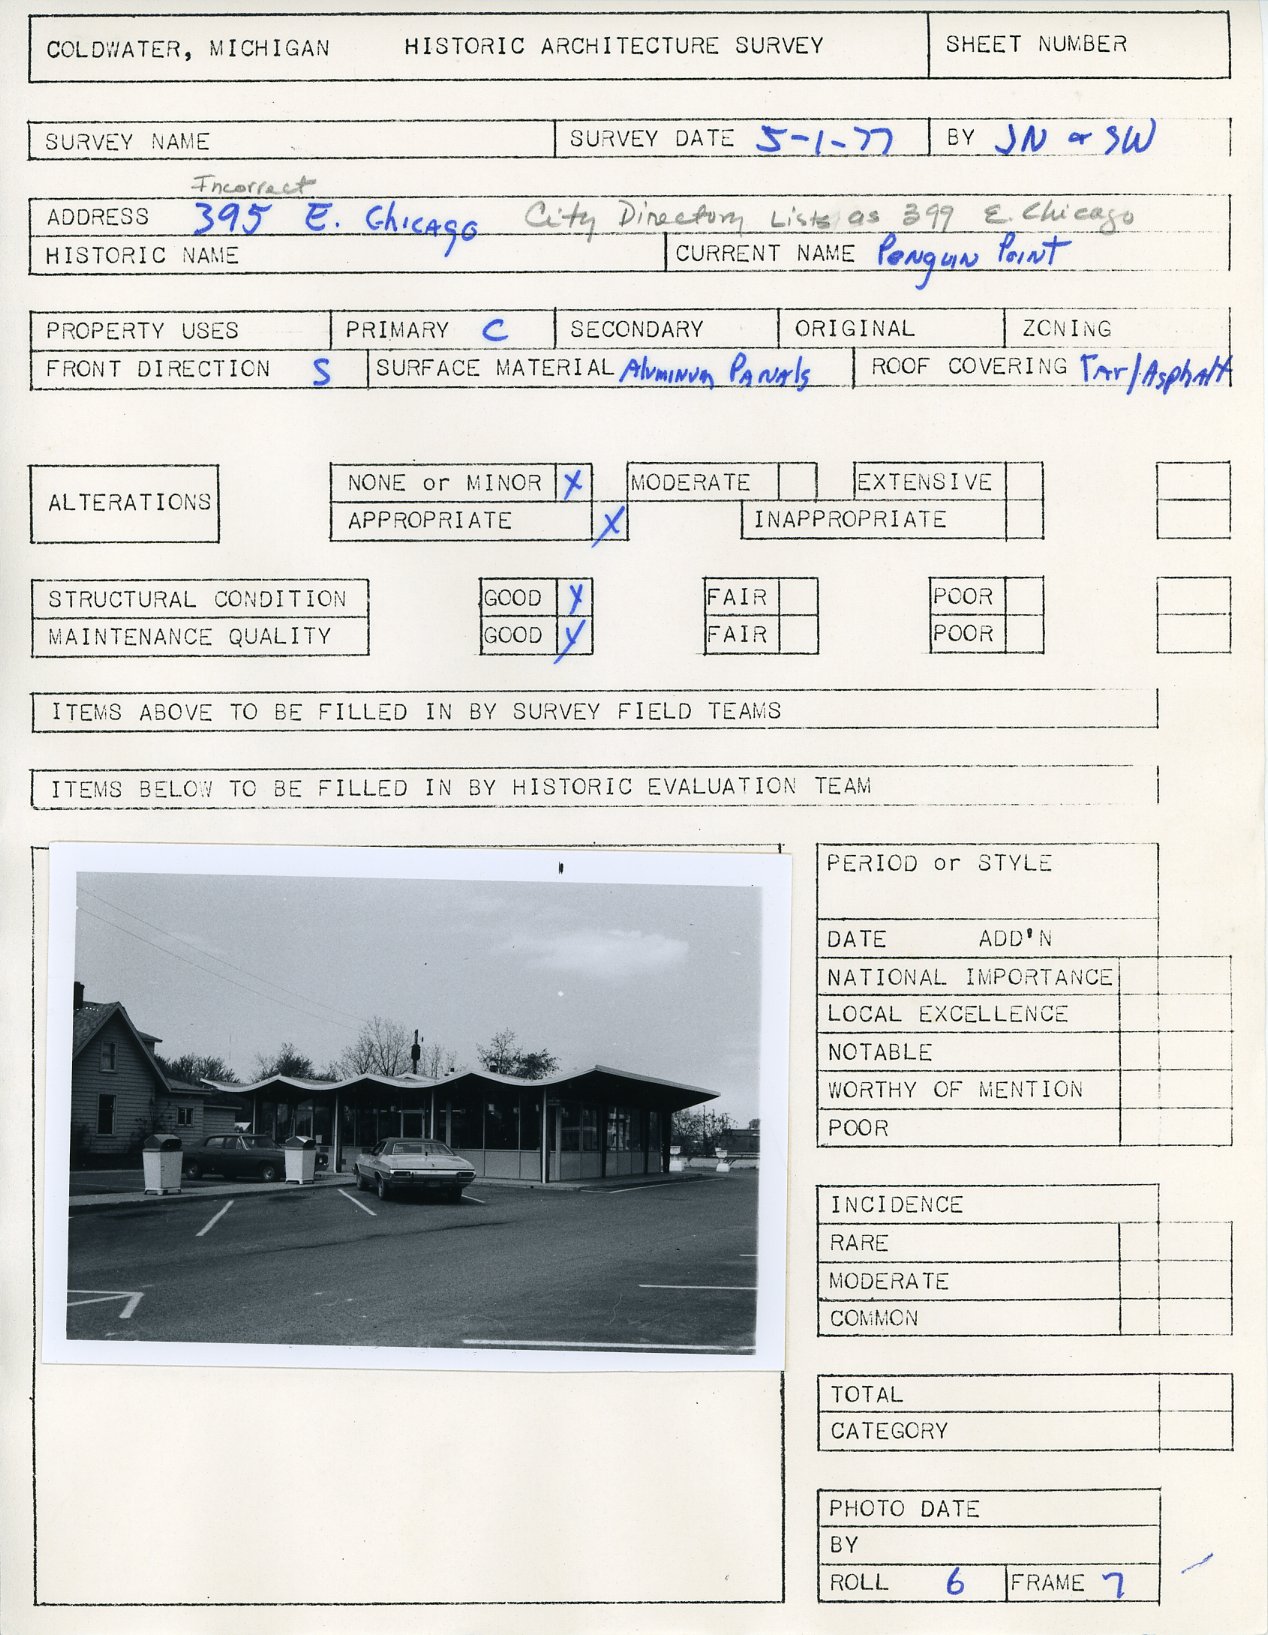 COLDWATER, MICHIGAN HISTORIC ARCHITECTURE SURVEY SHEET NUMBER
SURVEY NAME SURVEY DATE 5-1-77 BY JN & SW
Incorrect
ADDRESS 395 E. Chicago City Directory Lists as 399 E. Chicago
HISTORIC NAME CURRENT NAME Penguin Point
PROPERTY USES PRIMARY C SECONDARY ORIGINAL ZONING
FRONT DIRECTION S SURFACE MATERIAL Aluminum Panals ROOF COVERING Tar/Asphalt
ALTERATIONS
NONE or MINOR X MODERATE EXTENSIVE
APPROPRIATE X INAPPROPRIATE
STRUCTURAL CONDITION GOOD X FAIR POOR
MAINTENANCE QUALITY GOOD X FAIR POOR
ITEMS ABOVE TO BE FILLED IN BY SURVEY FIELD TEAMS
ITEMS BELOW TO BE FILLED IN BY HISTORIC EVALUATION TEAM
PERIOD or STYLE
DATE ADD'N
NATIONAL IMPORTANCE
LOCAL EXCELLENCE
NOTABLE
WORTHY OF MENTION
POOR
INCIDENCE
RARE
MODERATE
COMMON
TOTAL
CATEGORY
PHOTO DATE
BY
ROLL 6 FRAME 7